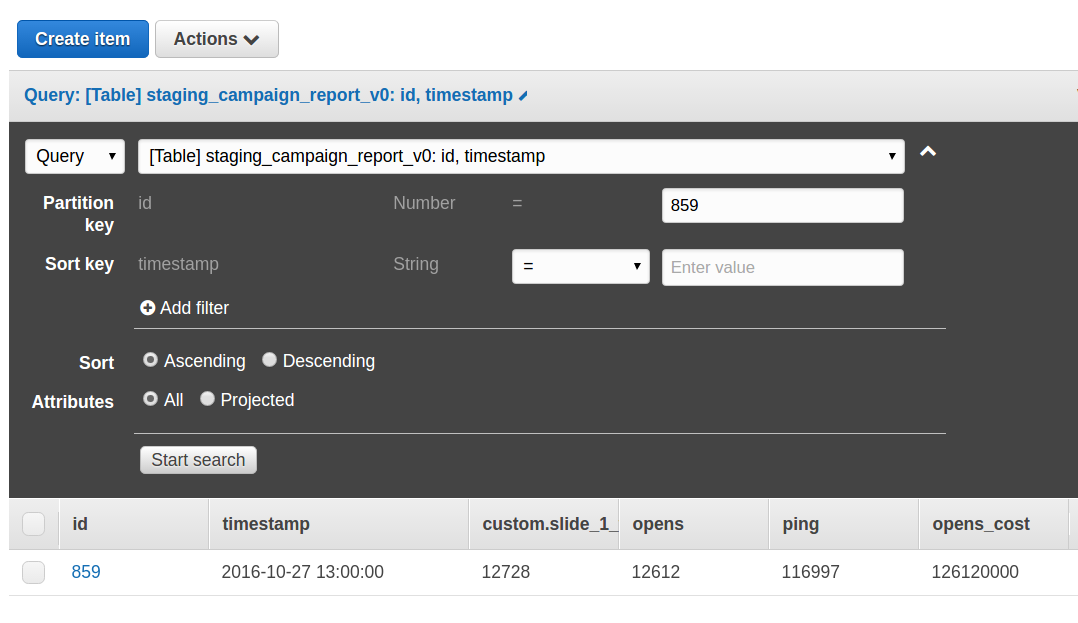 Create item Actions
Query: [Table] staging_campaign_report_v0: id, timestamp
Query [Table] staging_campaign_report_v0: id, timestamp
Partition key id Number = 859
Sort key timestamp String = Enter value
Add filter
Sort Ascending Descending
Attributes All Projected
Start search
id timestamp custom.slide_1_ opens ping opens_cost
859 2016-10-27 13:00:00 12728 12612 116997 126120000